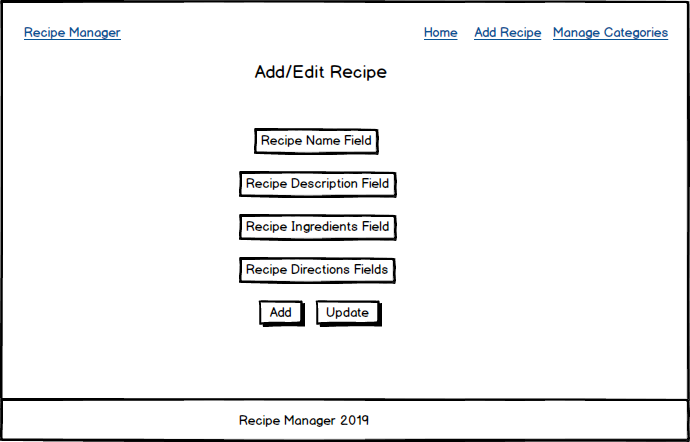 Recipe Manager Home Add Recipe Manage Categories
Add/Edit Recipe
Recipe Name Field
Recipe Description Field
Recipe Ingredients Field
Recipe Directions Fields
Add Update
Recipe Manager 2019